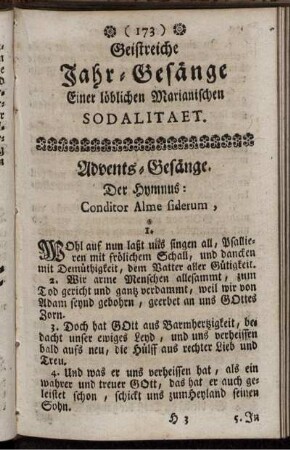 ( 173 )
Geistreiche
Jahr-Gesänge
Einer löblichen Marianischen
SODALITAET.
Advents-Gesänge.
Der Hymnus:
Conditor Alme siderum,
1.
WOhl auf nun laßt uns singen all, Psallie-
ren mit frölichem Schall, und dancken
mit Demüthigkeit, dem Vatter aller Gütigkeit.
2. Wir arme Menschen allesammt, zum
Tod gericht und gantz verdammt, weil wir von
Adam seynd gebohrn, geerbet an uns GOttes
Zorn.
3. Doch hat GOtt aus Barmhertzigkeit, be-
dacht unser ewiges Leyd, und uns verheissen
bald aufs neu, die Hülff aus rechter Lieb und
Treu.
4. Und was er uns verheissen hat, als ein
wahrer und treuer GOtt, das hat er auch ge-
leistet schon, schickt uns zum Heyland seinen
Sohn.
H 3 5. In